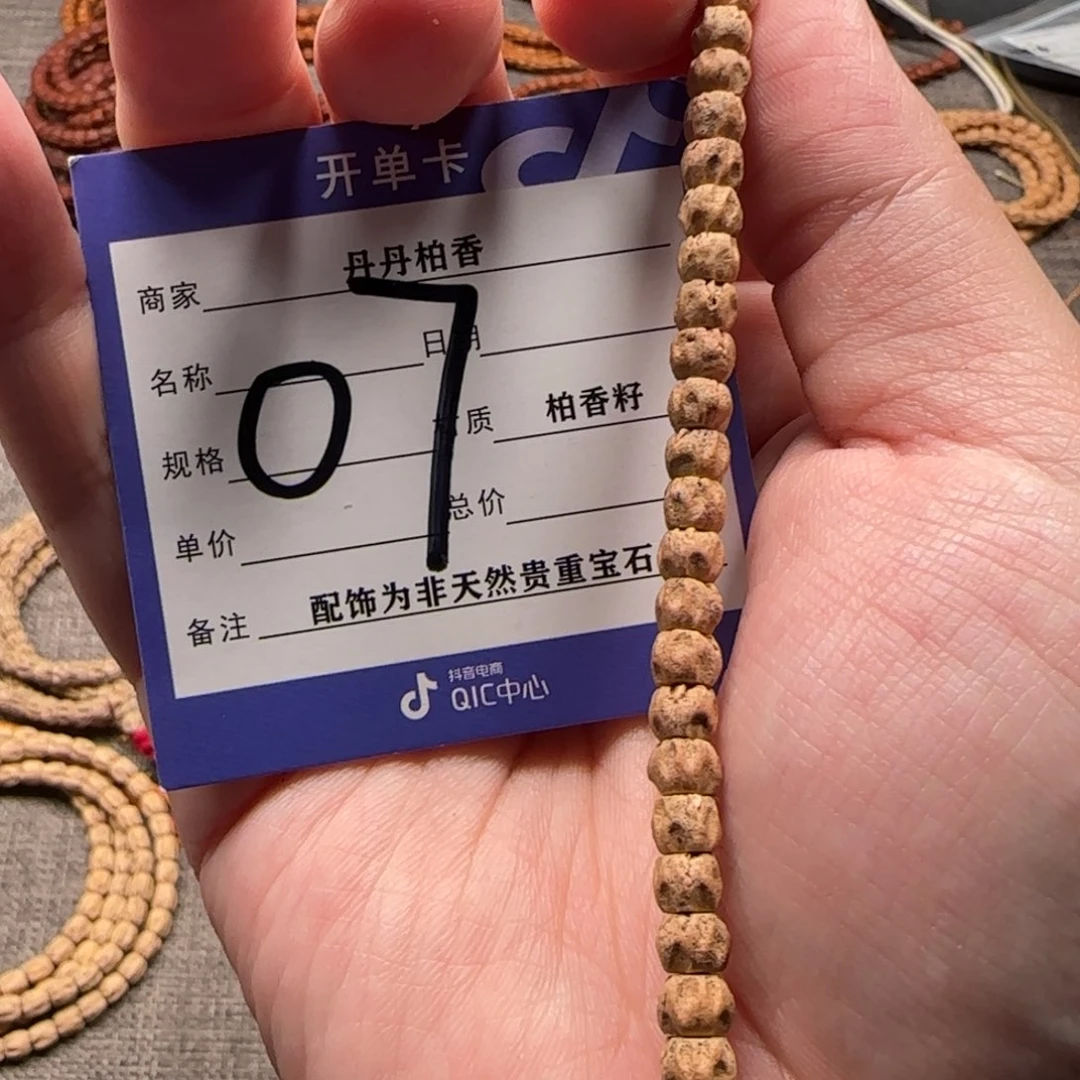 开单卡
商家 丹丹柏香
名称 日期
规格 材质 柏香籽
单价 总价
备注 配饰为非天然贵重宝石
07
抖音电商
QIC中心